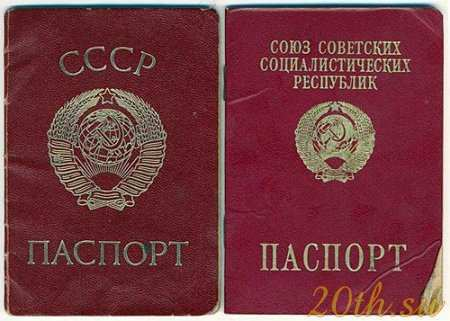 СССР
ПАСПОРТ
СОЮЗ СОВЕТСКИХ
СОЦИАЛИСТИЧЕСКИХ
РЕСПУБЛИК
ПАСПОРТ
20th.su